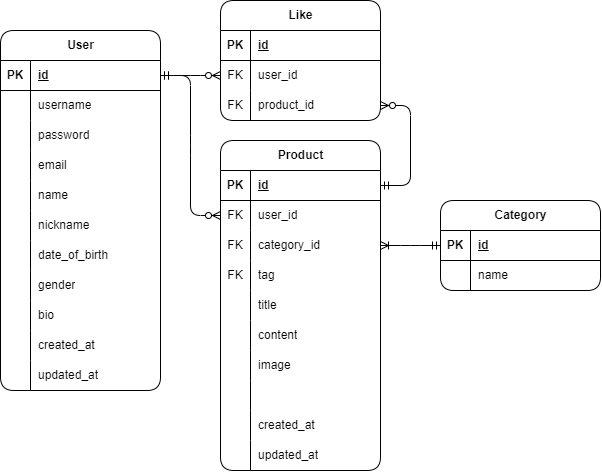 User
PK id
username
password
email
name
nickname
date_of_birth
gender
bio
created_at
updated_at
Like
PK id
FK user_id
FK product_id
Product
PK id
FK user_id
FK category_id
FK tag
title
content
image
created_at
updated_at
Category
PK id
name